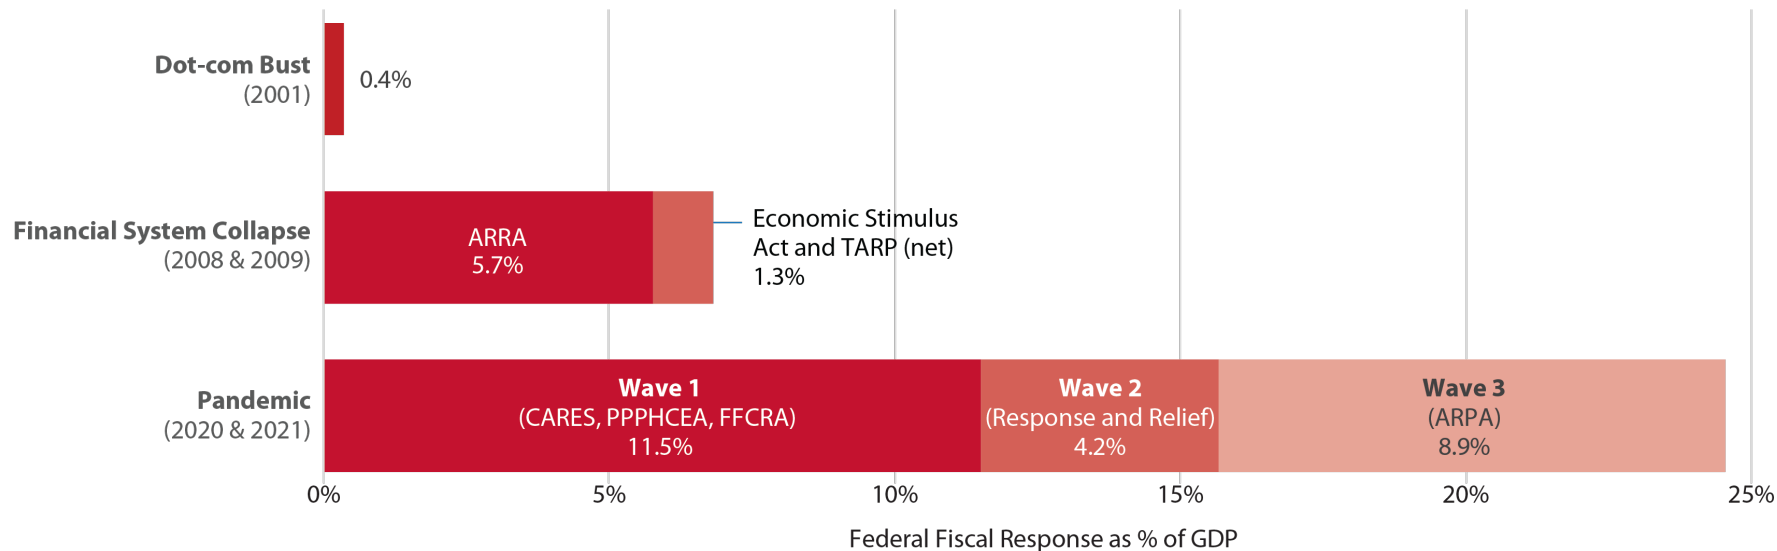 Dot-com Bust
(2001)
0.4%
Financial System Collapse
(2008 & 2009)
ARRA
5.7%
Economic Stimulus
Act and TARP (net)
1.3%
Pandemic
(2020 & 2021)
Wave 1
(CARES, PPPHCEA, FFCRA)
11.5%
Wave 2
(Response and Relief)
4.2%
Wave 3
(ARPA)
8.9%
0%
5%
10%
15%
20%
25%
Federal Fiscal Response as % of GDP